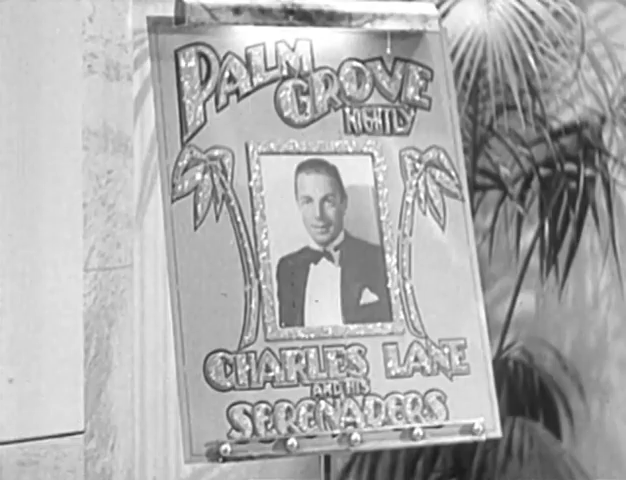 PALM
GROVE
NIGHTLY
CHARLES LANE
AND HIS
SERENADERS